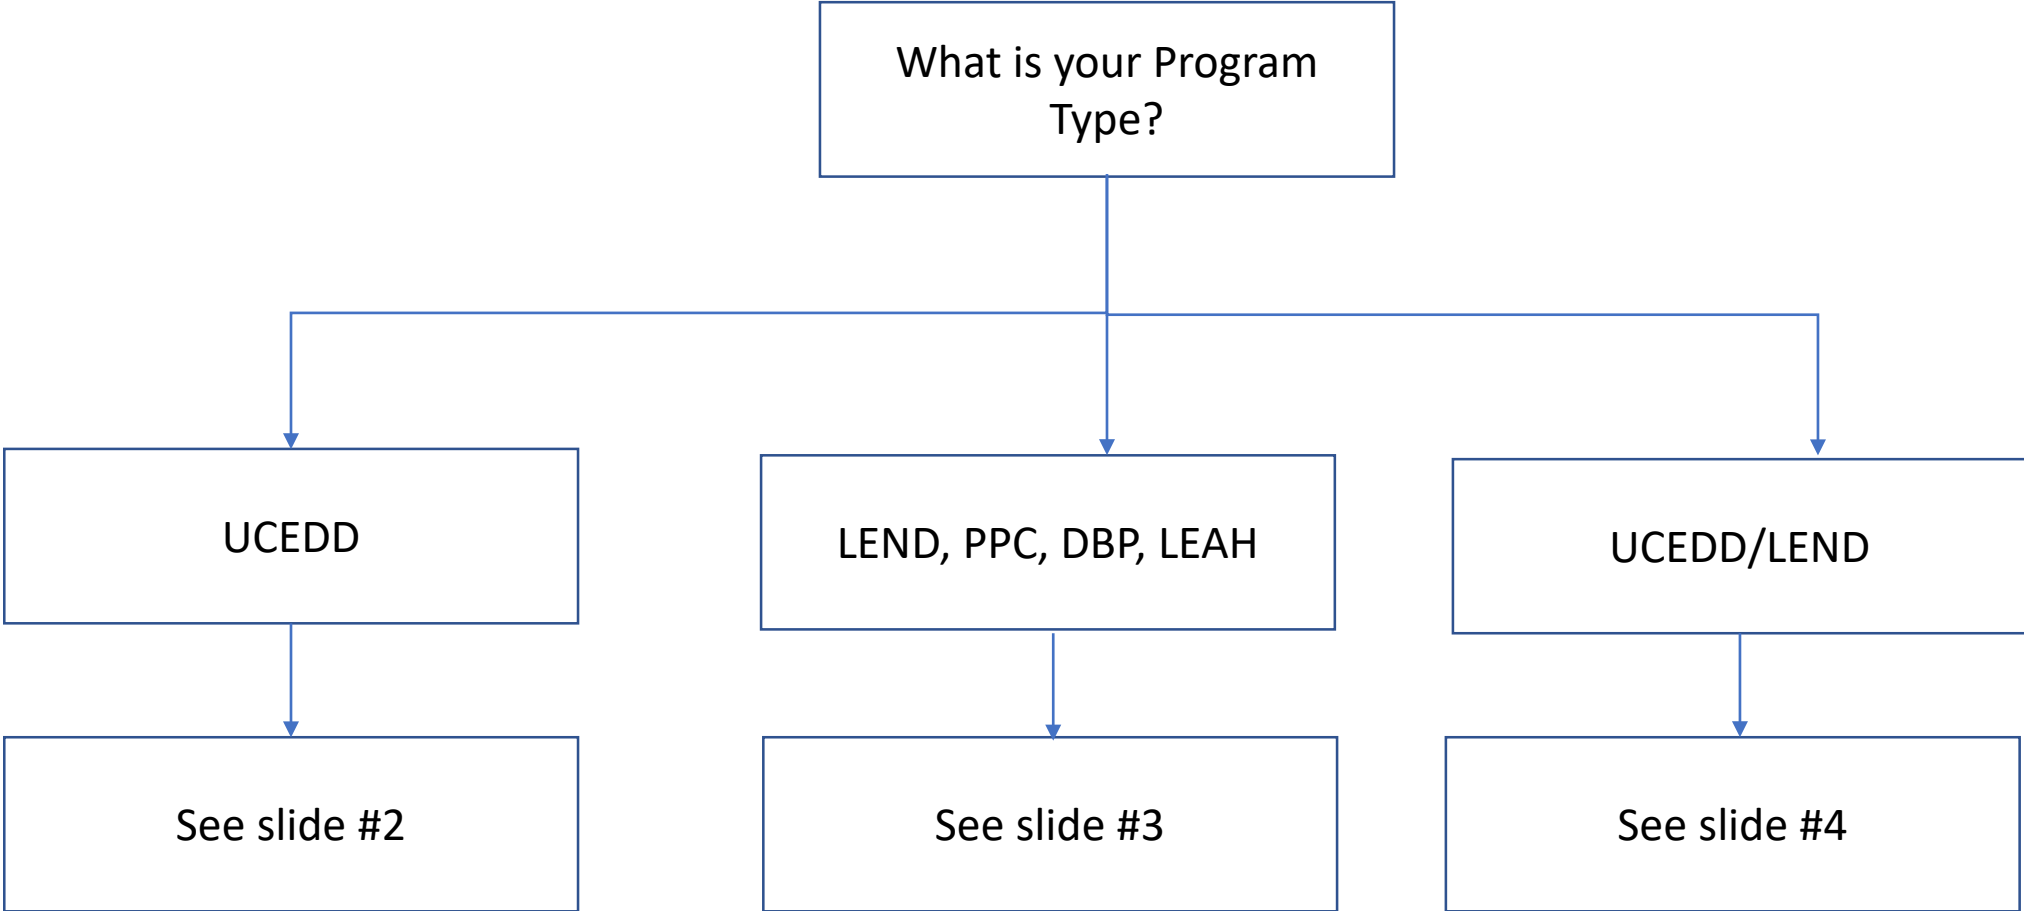 What is your Program
Type?
UCEDD
LEND, PPC, DBP, LEAH
UCEDD/LEND
See slide #2
See slide #3
See slide #4